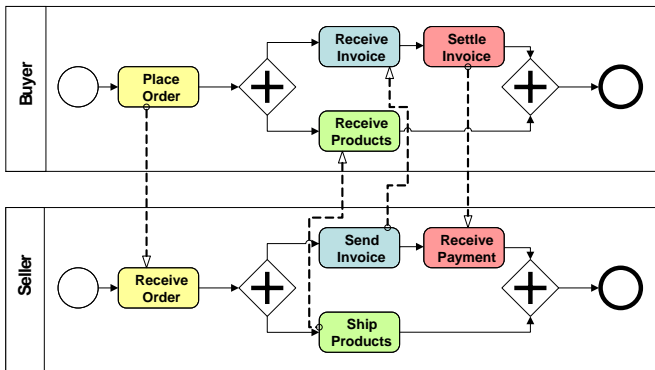 Buyer
Place
Order
Receive
Invoice
Settle
Invoice
Receive
Products
Seller
Receive
Order
Send
Invoice
Receive
Payment
Ship
Products